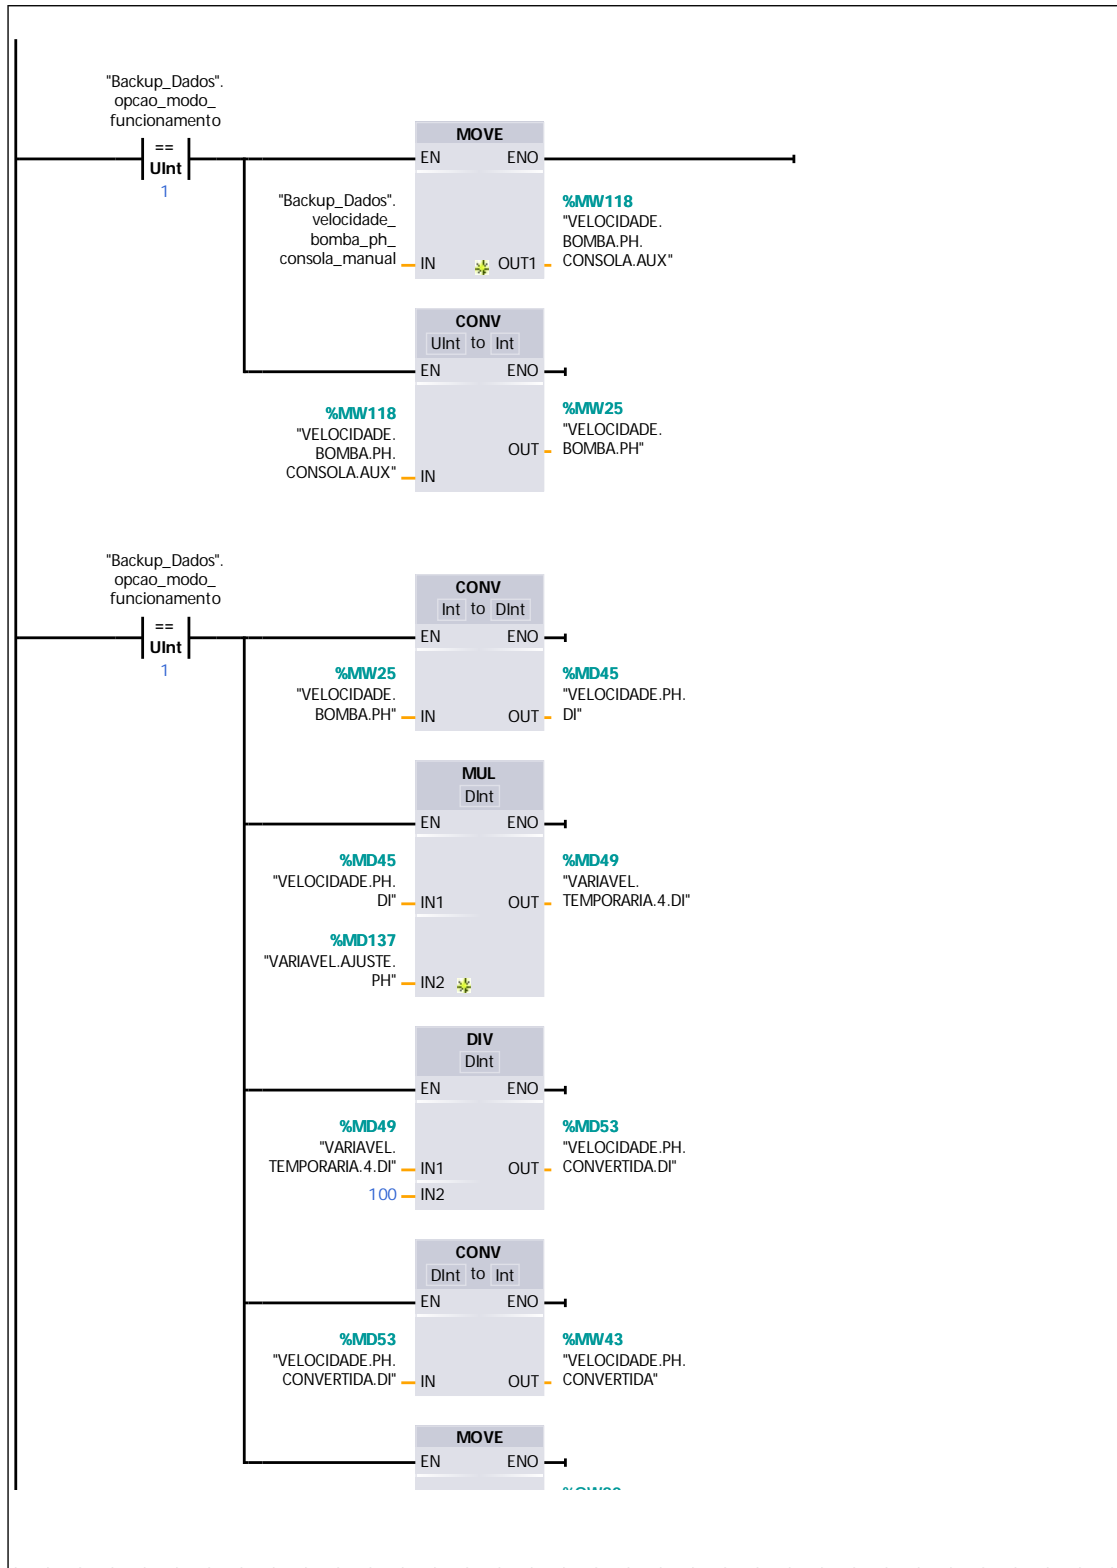 "Backup_Dados".
opcao_modo_
funcionamento
==
UInt
1
MOVE
EN ENO
"Backup_Dados".
velocidade_
bomba_ph_
consola_manual
IN OUT1
%MW118
"VELOCIDADE.
BOMBA.PH.
CONSOLA.AUX"
CONV
UInt to Int
EN ENO
%MW118
"VELOCIDADE.
BOMBA.PH.
CONSOLA.AUX"
IN
OUT
%MW25
"VELOCIDADE.
BOMBA.PH"
"Backup_Dados".
opcao_modo_
funcionamento
==
UInt
1
CONV
Int to DInt
EN ENO
%MW25
"VELOCIDADE.
BOMBA.PH"
IN OUT
%MD45
"VELOCIDADE.PH.
DI"
MUL
DInt
EN ENO
%MD45
"VELOCIDADE.PH.
DI"
IN1 OUT
%MD49
"VARIAVEL.
TEMPORARIA.4.DI"
%MD137
"VARIAVEL.AJUSTE.
PH"
IN2
DIV
DInt
EN ENO
%MD49
"VARIAVEL.
TEMPORARIA.4.DI"
IN1 OUT
%MD53
"VELOCIDADE.PH.
CONVERTIDA.DI"
100 IN2
CONV
DInt to Int
EN ENO
%MD53
"VELOCIDADE.PH.
CONVERTIDA.DI"
IN OUT
%MW43
"VELOCIDADE.PH.
CONVERTIDA"
MOVE
EN ENO